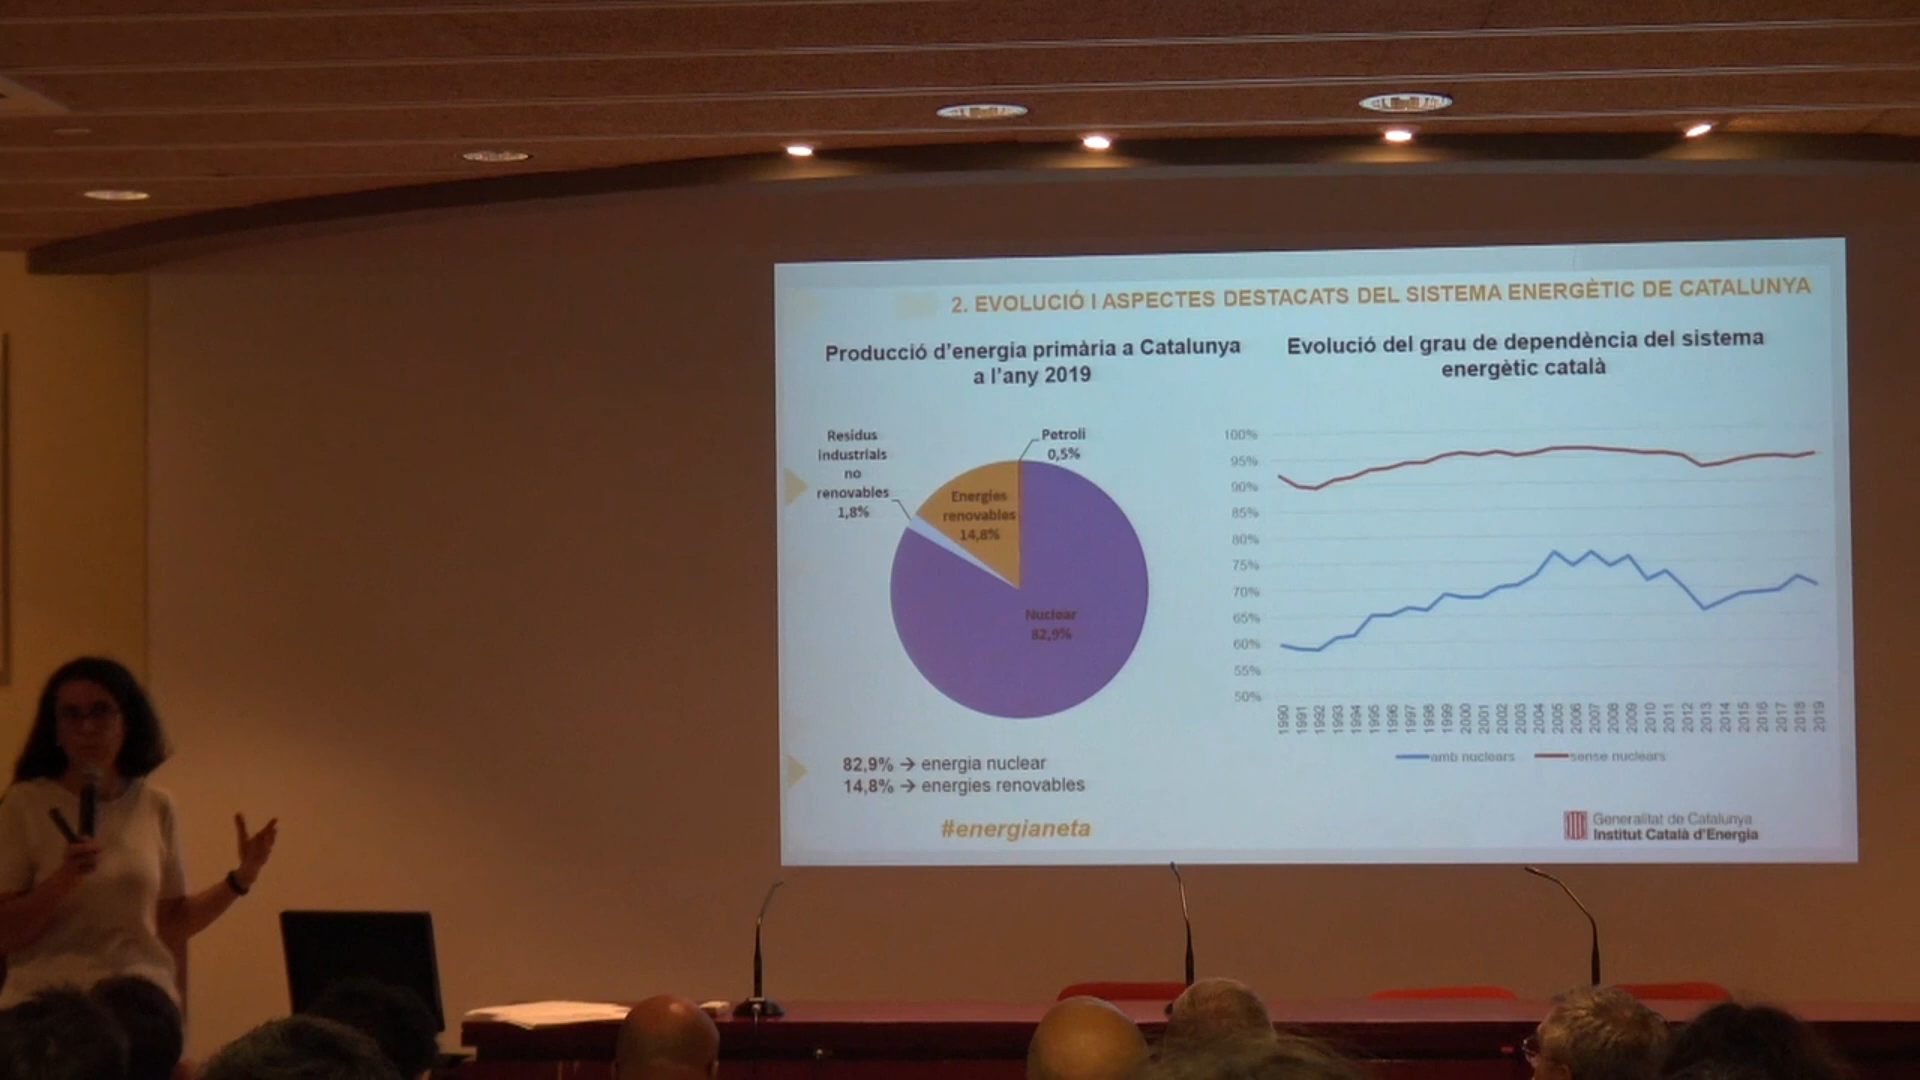 2. EVOLUCIÓ I ASPECTES DESTACATS DEL SISTEMA ENERGÈTIC DE CATALUNYA
Producció d'energia primària a Catalunya
a l'any 2019
Residus
industrials
no
renovables
1,8%
Petroli
0,5%
Energies
renovables
14,8%
Nuclear
82,9%
82,9% → energia nuclear
14,8% → energies renovables
#energianeta
Evolució del grau de dependència del sistema
energètic català
100%
95%
90%
85%
80%
75%
70%
65%
60%
55%
50%
1990
1991
1992
1993
1994
1995
1996
1997
1998
1999
2000
2001
2002
2003
2004
2005
2006
2007
2008
2009
2010
2011
2012
2013
2014
2015
2016
2017
2018
2019
amb nuclears
sense nuclears
Generalitat de Catalunya
Institut Català d'Energia